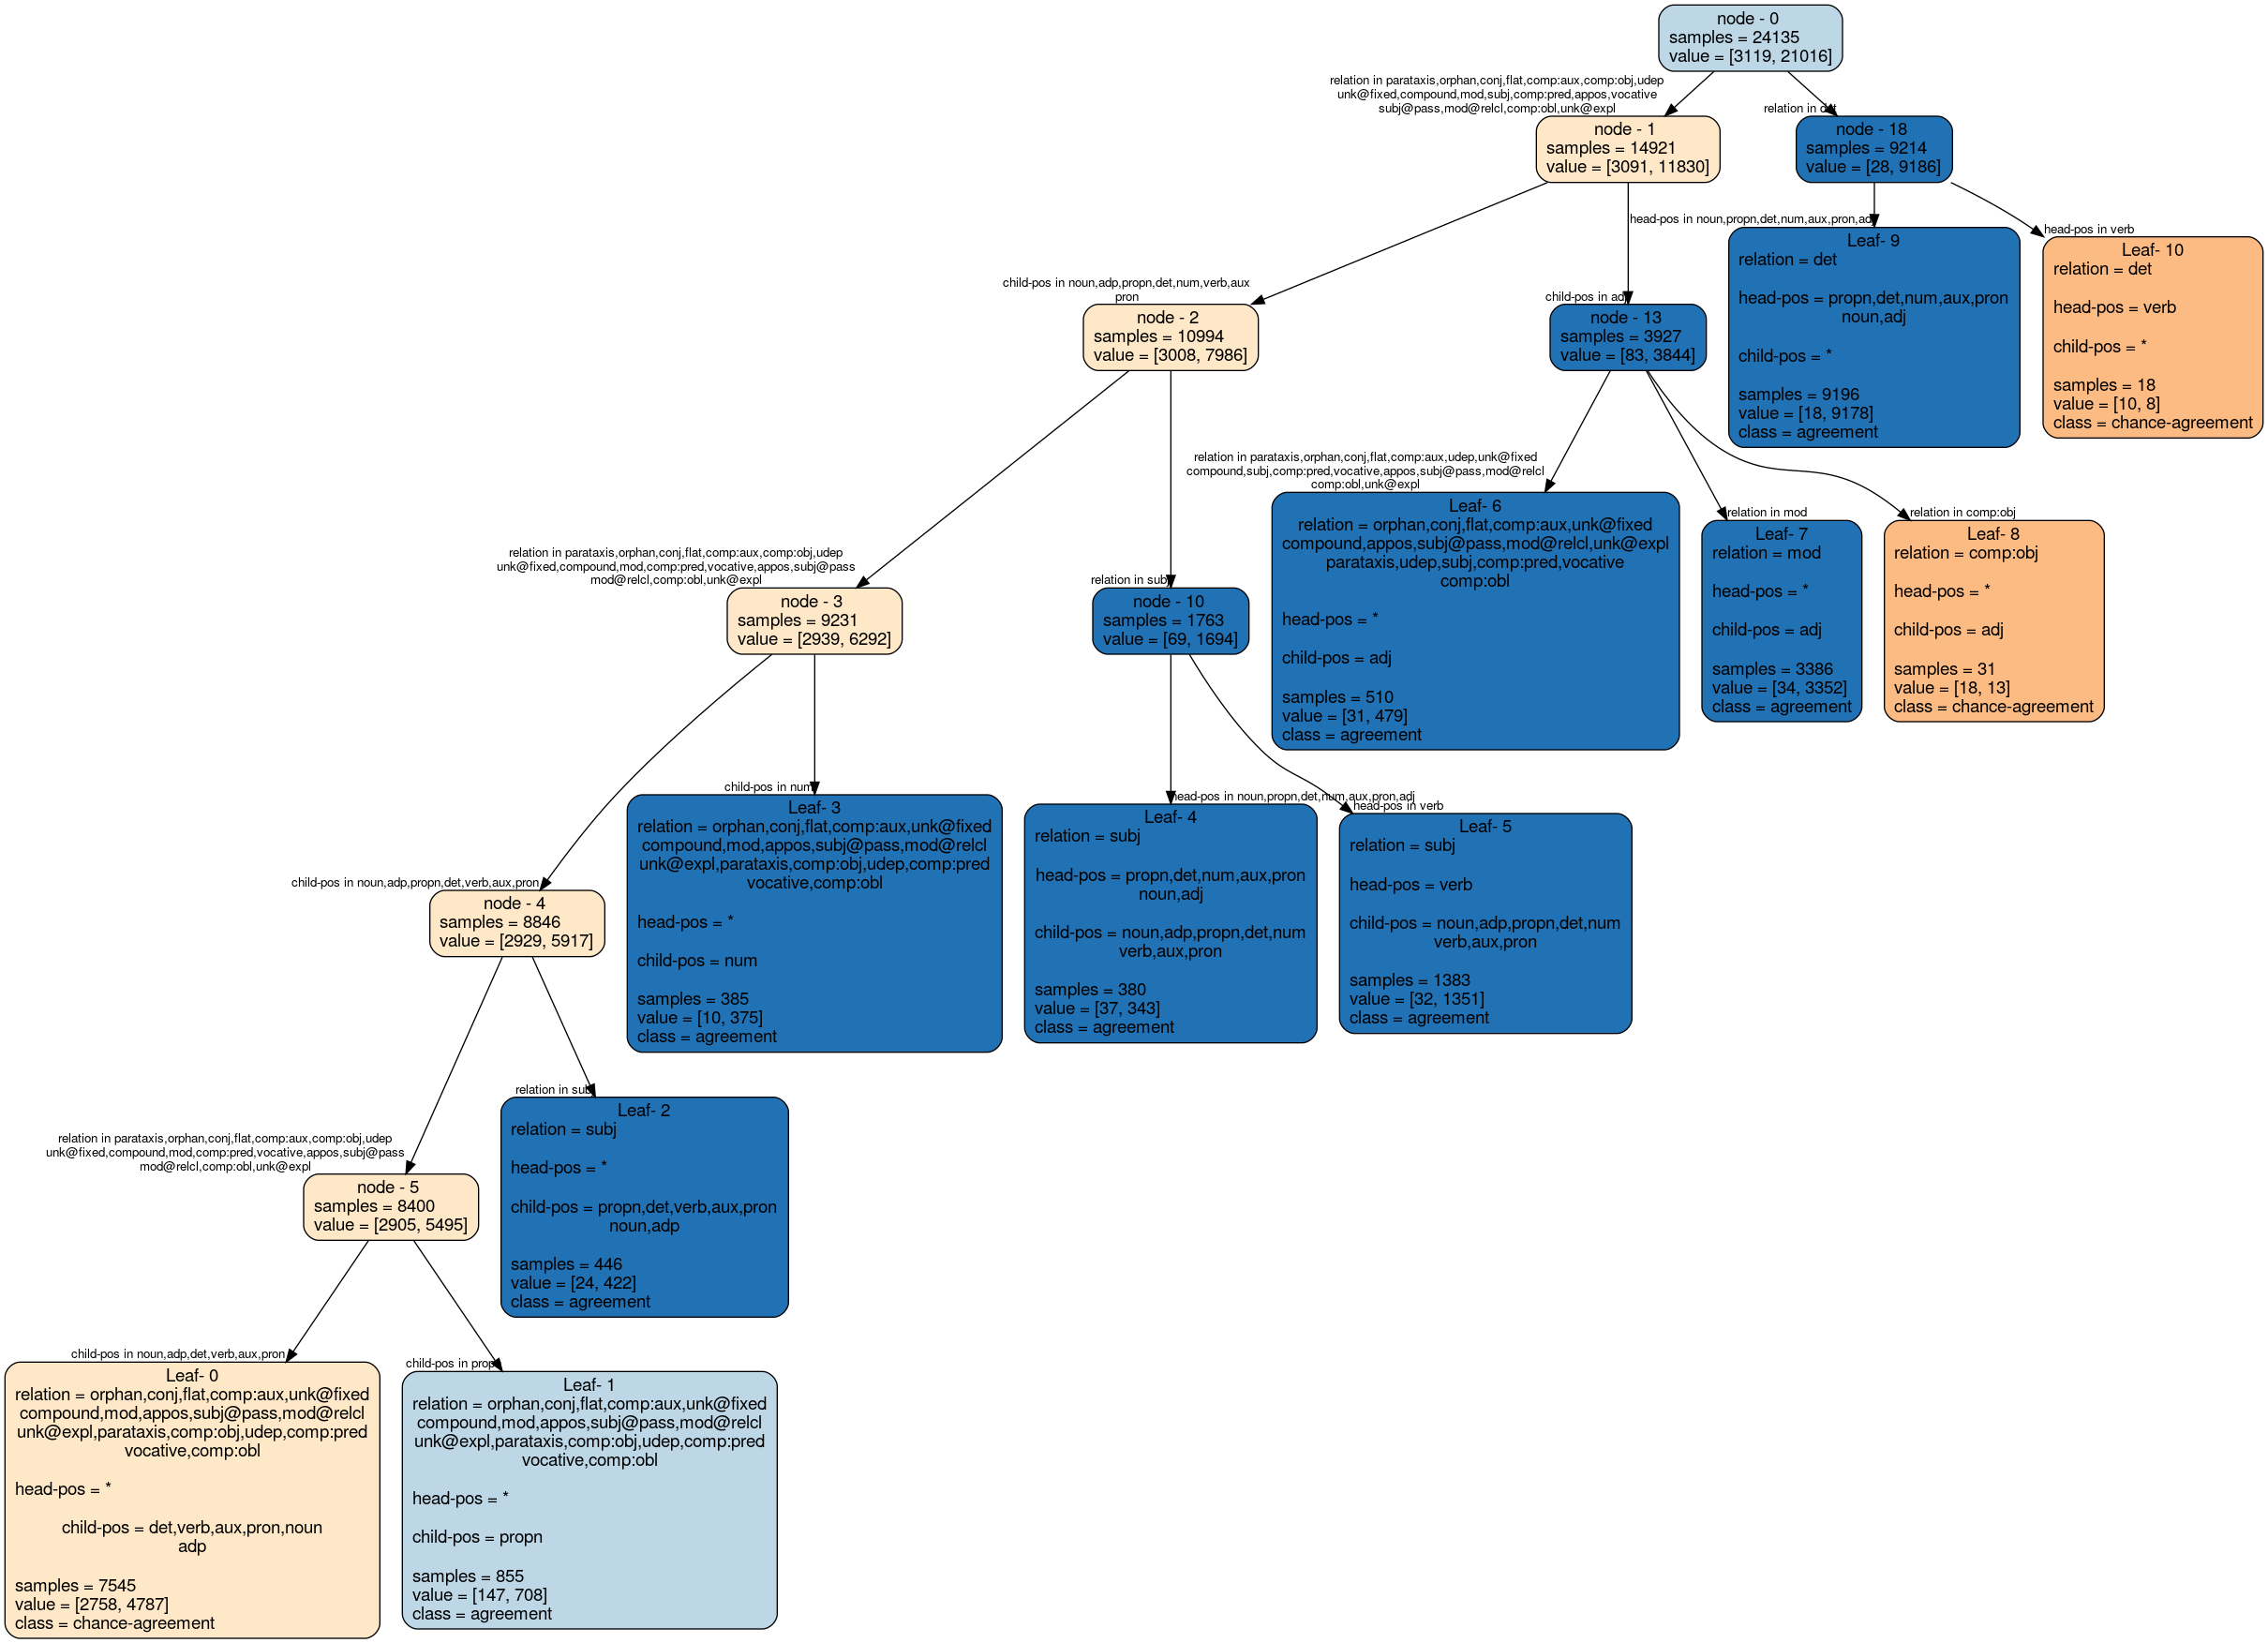 node - 0
samples = 24135
value = [3119, 21016]
relation in parataxis,orphan,conj,flat,comp:aux,comp:obj,udep
unk@fixed,compound,mod,subj,comp:pred,appos,vocative
subj@pass,mod@relcl,comp:obl,unk@expl
relation in det
node - 1
samples = 14921
value = [3091, 11830]
node - 18
samples = 9214
value = [28, 9186]
head-pos in noun,propn,det,num,aux,pron,adj
head-pos in verb
Leaf- 9
relation = det
head-pos = propn,det,num,aux,pron
noun,adj
child-pos = *
samples = 9196
value = [18, 9178]
class = agreement
Leaf- 10
relation = det
head-pos = verb
child-pos = *
samples = 18
value = [10, 8]
class = chance-agreement
child-pos in noun,adp,propn,det,num,verb,aux
pron
child-pos in adj
node - 2
samples = 10994
value = [3008, 7986]
node - 13
samples = 3927
value = [83, 3844]
relation in parataxis,orphan,conj,flat,comp:aux,udep,unk@fixed
compound,subj,comp:pred,vocative,appos,subj@pass,mod@relcl
comp:obl,unk@expl
relation in mod
relation in comp:obj
Leaf- 6
relation = orphan,conj,flat,comp:aux,unk@fixed
compound,appos,subj@pass,mod@relcl,unk@expl
parataxis,udep,subj,comp:pred,vocative
comp:obl
head-pos = *
child-pos = adj
samples = 510
value = [31, 479]
class = agreement
Leaf- 7
relation = mod
head-pos = *
child-pos = adj
samples = 3386
value = [34, 3352]
class = agreement
Leaf- 8
relation = comp:obj
head-pos = *
child-pos = adj
samples = 31
value = [18, 13]
class = chance-agreement
relation in parataxis,orphan,conj,flat,comp:aux,comp:obj,udep
unk@fixed,compound,mod,comp:pred,vocative,appos,subj@pass
mod@relcl,comp:obl,unk@expl
relation in subj
node - 3
samples = 9231
value = [2939, 6292]
node - 10
samples = 1763
value = [69, 1694]
child-pos in num
head-pos in noun,propn,det,num,aux,pron,adj
head-pos in verb
Leaf- 3
relation = orphan,conj,flat,comp:aux,unk@fixed
compound,mod,appos,subj@pass,mod@relcl
unk@expl,parataxis,comp:obj,udep,comp:pred
vocative,comp:obl
head-pos = *
child-pos = num
samples = 385
value = [10, 375]
class = agreement
Leaf- 4
relation = subj
head-pos = propn,det,num,aux,pron
noun,adj
child-pos = noun,adp,propn,det,num
verb,aux,pron
samples = 380
value = [37, 343]
class = agreement
Leaf- 5
relation = subj
head-pos = verb
child-pos = noun,adp,propn,det,num
verb,aux,pron
samples = 1383
value = [32, 1351]
class = agreement
child-pos in noun,adp,propn,det,verb,aux,pron
node - 4
samples = 8846
value = [2929, 5917]
relation in parataxis,orphan,conj,flat,comp:aux,comp:obj,udep
unk@fixed,compound,mod,comp:pred,vocative,appos,subj@pass
mod@relcl,comp:obl,unk@expl
relation in subj
node - 5
samples = 8400
value = [2905, 5495]
Leaf- 2
relation = subj
head-pos = *
child-pos = propn,det,verb,aux,pron
noun,adp
samples = 446
value = [24, 422]
class = agreement
child-pos in noun,adp,det,verb,aux,pron
child-pos in propn
Leaf- 0
relation = orphan,conj,flat,comp:aux,unk@fixed
compound,mod,appos,subj@pass,mod@relcl
unk@expl,parataxis,comp:obj,udep,comp:pred
vocative,comp:obl
head-pos = *
child-pos = det,verb,aux,pron,noun
adp
samples = 7545
value = [2758, 4787]
class = chance-agreement
Leaf- 1
relation = orphan,conj,flat,comp:aux,unk@fixed
compound,mod,appos,subj@pass,mod@relcl
unk@expl,parataxis,comp:obj,udep,comp:pred
vocative,comp:obl
head-pos = *
child-pos = propn
samples = 855
value = [147, 708]
class = agreement